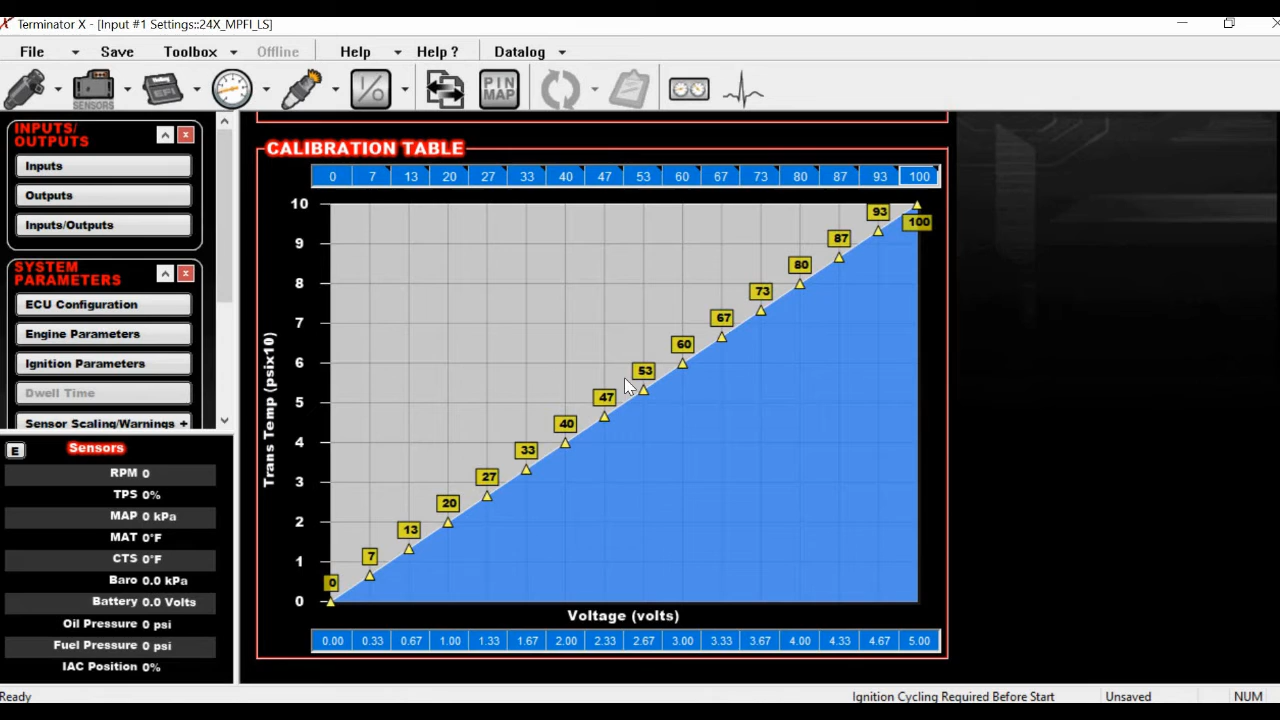 Terminator X - [Input #1 Settings::24X_MPFI_LS]
File Save Toolbox Offline Help Help ? Datalog
SENSORS EFI I/O PIN MAP
INPUTS/
OUTPUTS
Inputs
Outputs
Inputs/Outputs
SYSTEM
PARAMETERS
ECU Configuration
Engine Parameters
Ignition Parameters
Dwell Time
Sensor Scaling/Warnings +
E Sensors
RPM 0
TPS 0%
MAP 0 kPa
MAT 0°F
CTS 0°F
Baro 0.0 kPa
Battery 0.0 Volts
Oil Pressure 0 psi
Fuel Pressure 0 psi
IAC Position 0%
CALIBRATION TABLE
0 7 13 20 27 33 40 47 53 60 67 73 80 87 93 100
10
9
8
7
6
5
4
3
2
1
0
Trans Temp (psix10)
0 7 13 20 27 33 40 47 53 60 67 73 80 87 93 100
Voltage (volts)
0.00 0.33 0.67 1.00 1.33 1.67 2.00 2.33 2.67 3.00 3.33 3.67 4.00 4.33 4.67 5.00
Ready Ignition Cycling Required Before Start Unsaved NUM